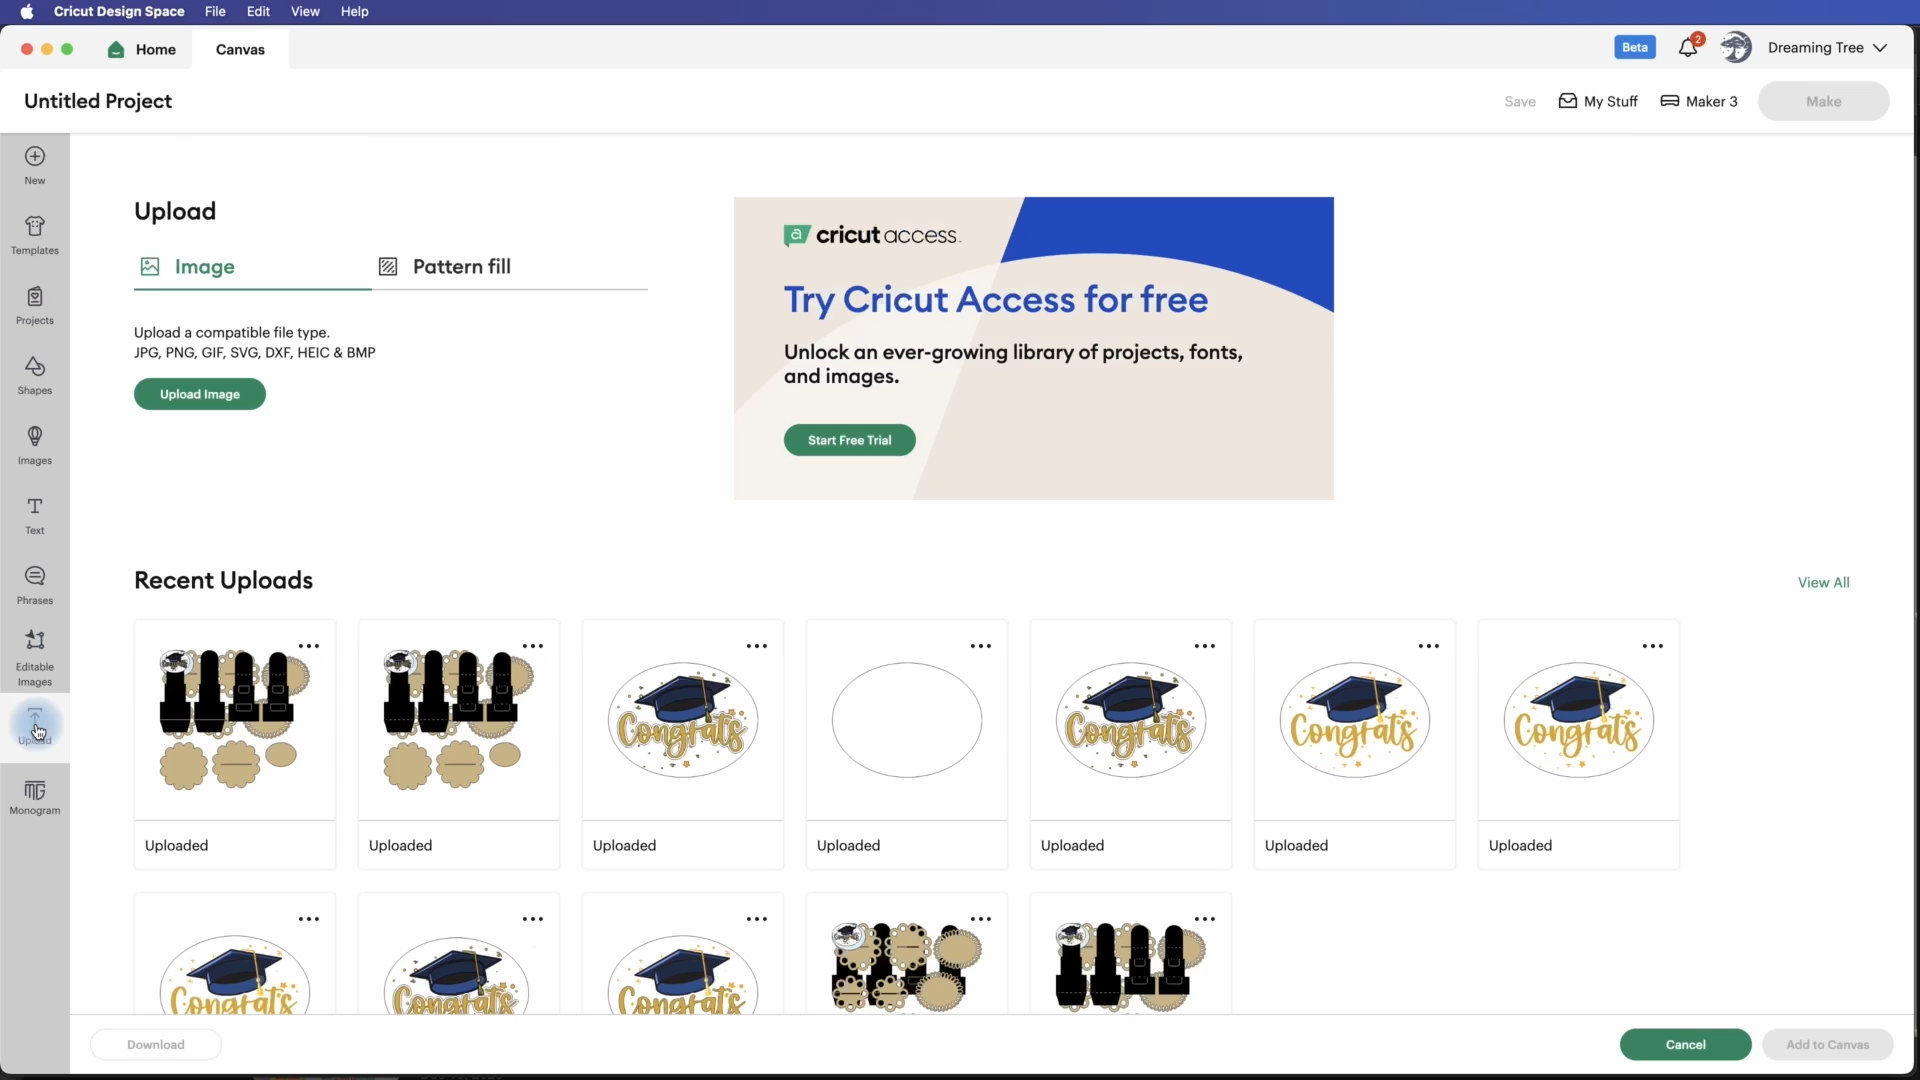 Cricut Design Space File Edit View Help
Home Canvas Beta 2 Dreaming Tree
Untitled Project Save My Stuff Maker 3 Make
New
Templates
Projects
Shapes
Images
Text
Phrases
Editable
Images
Upload
Monogram
Upload
Image Pattern fill
Upload a compatible file type.
JPG, PNG, GIF, SVG, DXF, HEIC & BMP
Upload Image
a cricut access
Try Cricut Access for free
Unlock an ever-growing library of projects, fonts,
and images.
Start Free Trial
Recent Uploads View All
Congrats Congrats Congrats Congrats
Uploaded Uploaded Uploaded Uploaded Uploaded Uploaded Uploaded
Congrats Congrats Congrats
Download Cancel Add to Canvas